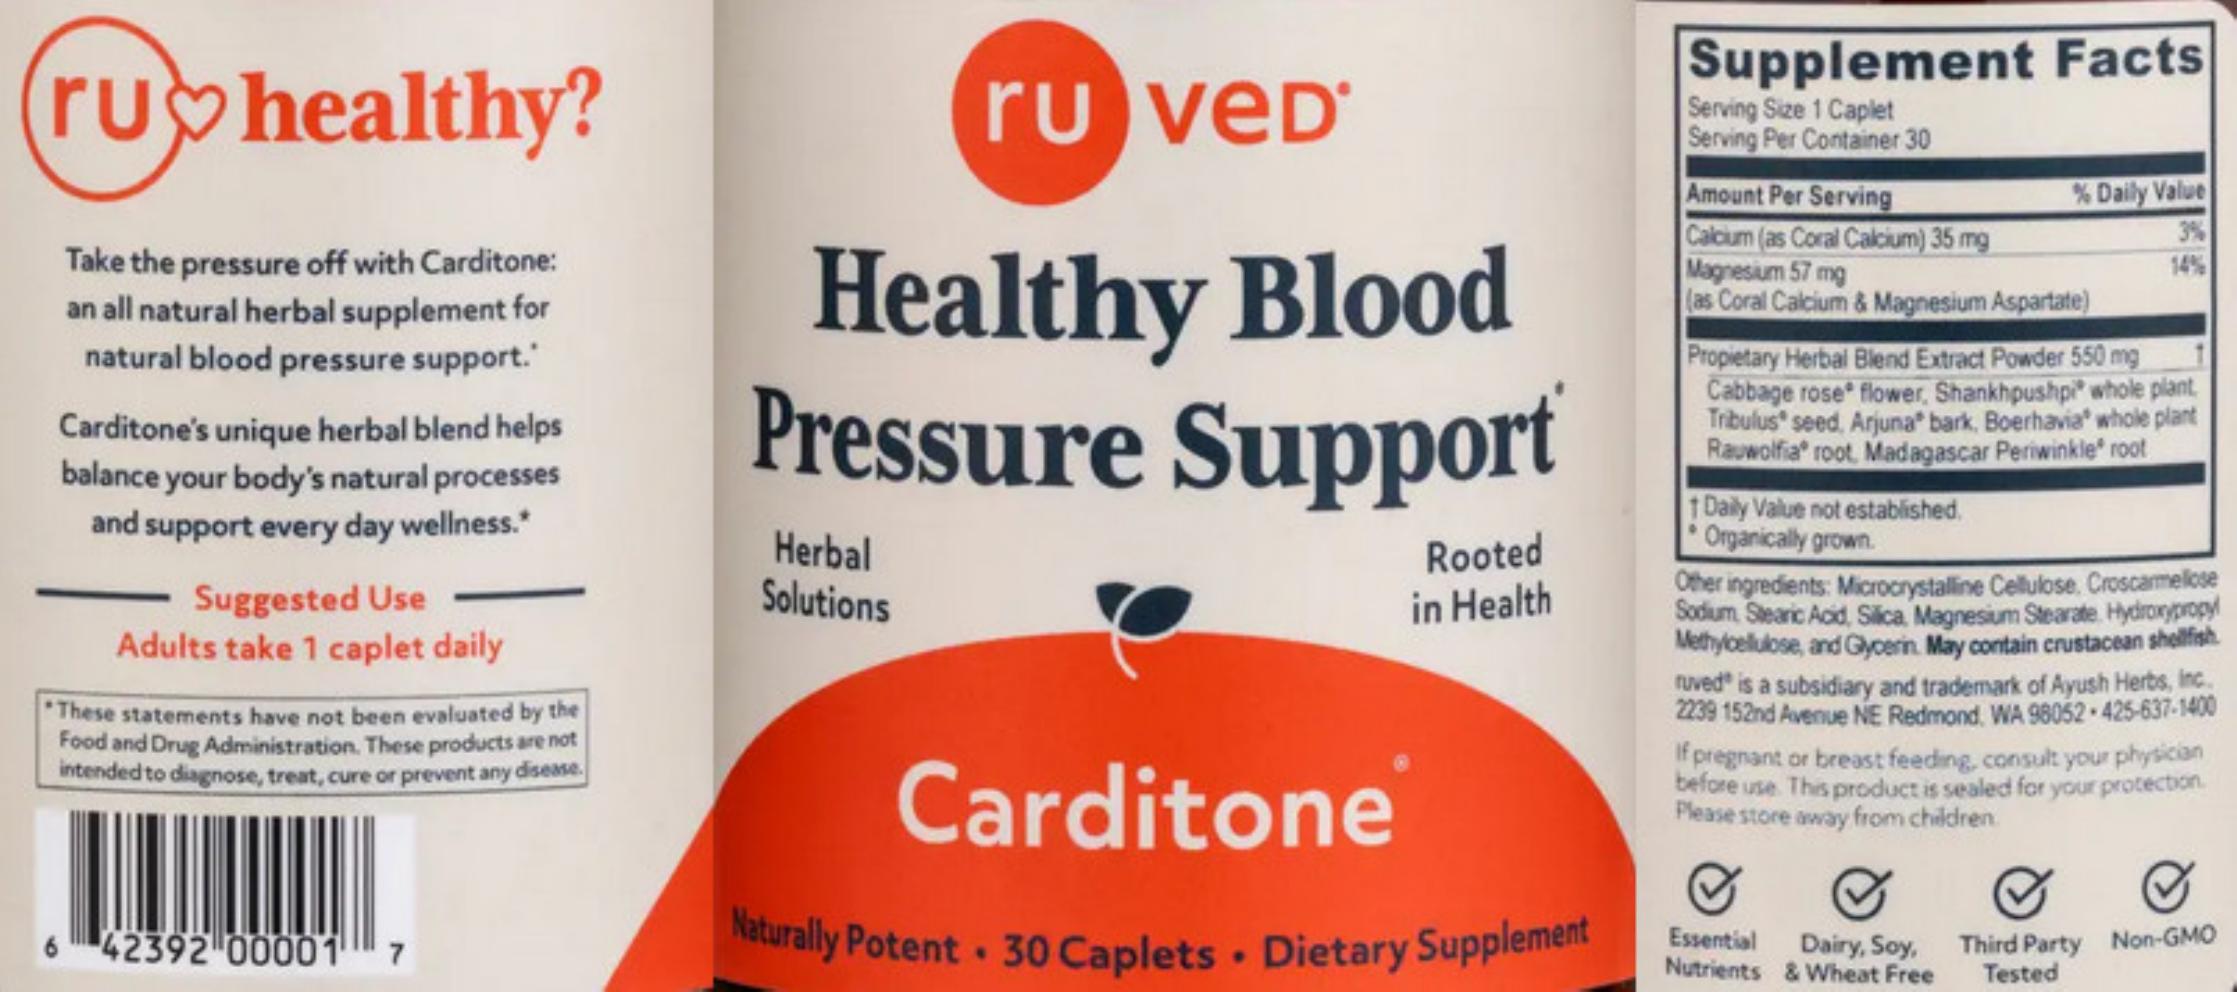 ru healthy?
Take the pressure off with Carditone:
an all natural herbal supplement for
natural blood pressure support.*
Carditone's unique herbal blend helps
balance your body's natural processes
and support every day wellness.*
Suggested Use
Adults take 1 caplet daily
*These statements have not been evaluated by the
Food and Drug Administration. These products are not
intended to diagnose, treat, cure or prevent any disease.
6 42392 00001 7
ru veD®
Healthy Blood
Pressure Support*
Herbal
Solutions
Rooted
in Health
Carditone®
Naturally Potent • 30 Caplets • Dietary Supplement
Supplement Facts
Serving Size 1 Caplet
Serving Per Container 30
Amount Per Serving % Daily Value
Calcium (as Coral Calcium) 35 mg 3%
Magnesium 57 mg 14%
(as Coral Calcium & Magnesium Aspartate)
Propietary Herbal Blend Extract Powder 550 mg †
Cabbage rose* flower, Shankhpushpi* whole plant,
Tribulus* seed, Arjuna* bark, Boerhavia* whole plant
Rauwolfia* root, Madagascar Periwinkle* root
† Daily Value not established.
* Organically grown.
Other ingredients: Microcrystalline Cellulose, Croscarmellose
Sodium, Stearic Acid, Silica, Magnesium Stearate, Hydroxypropyl
Methylcellulose, and Glycerin. May contain crustacean shellfish.
ruved® is a subsidiary and trademark of Ayush Herbs, Inc.,
2239 152nd Avenue NE Redmond, WA 98052 • 425-637-1400
If pregnant or breast feeding, consult your physician
before use. This product is sealed for your protection.
Please store away from children.
Essential
Nutrients
Dairy, Soy,
& Wheat Free
Third Party
Tested
Non-GMO